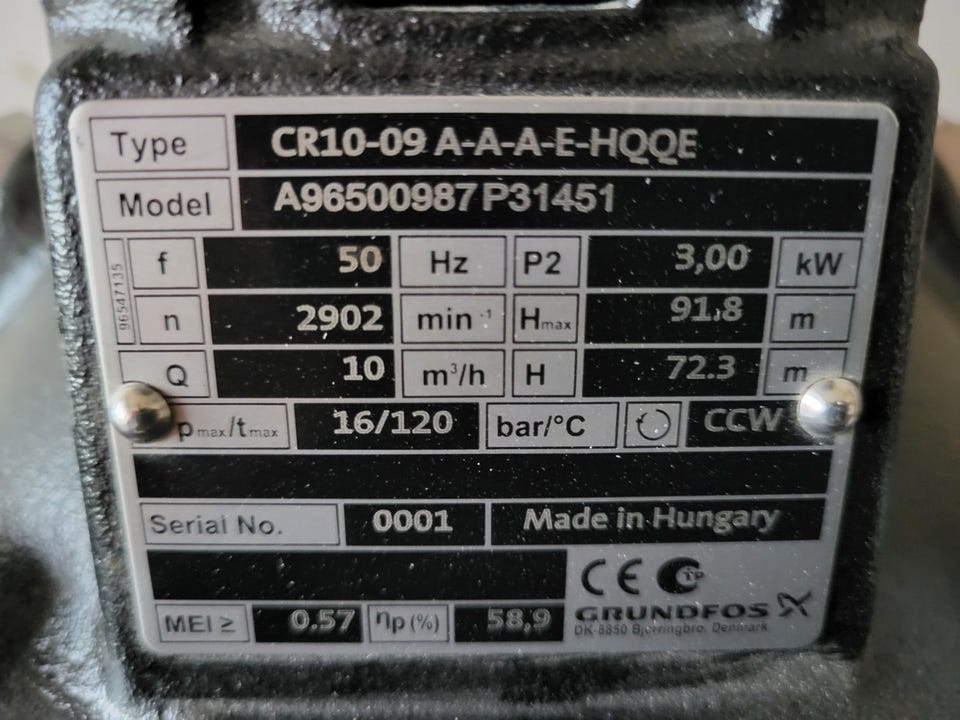 Type CR10-09 A-A-A-E-HQQE
Model A96500987 P31451
96547135
f 50 Hz P2 3,00 kW
n 2902 min⁻¹ Hmax 91.8 m
Q 10 m³/h H 72.3 m
pmax/tmax 16/120 bar/°C CCW
Serial No. 0001 Made in Hungary
CE TP
MEI ≥ 0.57 ηp (%) 58,9 GRUNDFOS
DK-8850 Bjerringbro, Denmark